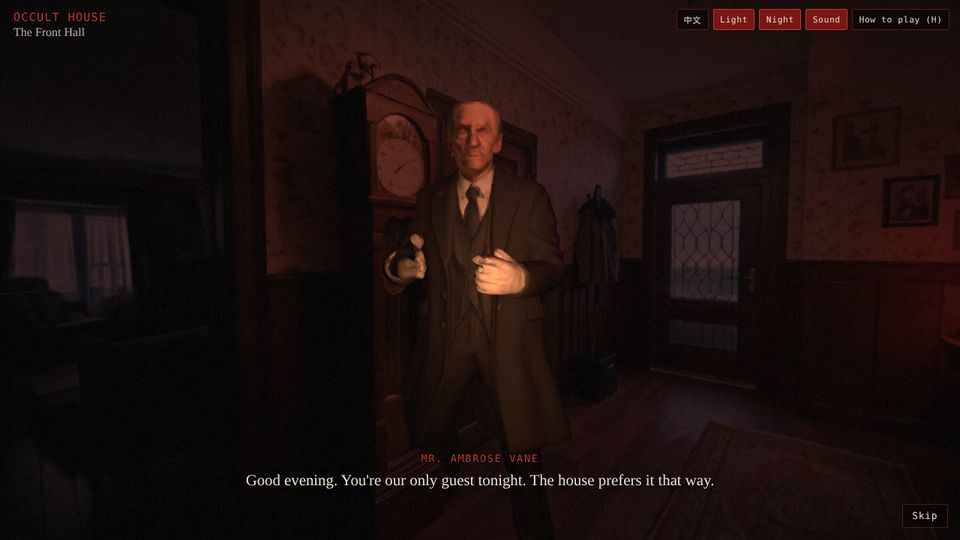 OCCULT HOUSE
The Front Hall
中文
Light
Night
Sound
How to play (H)
MR. AMBROSE VANE
Good evening. You're our only guest tonight. The house prefers it that way.
Skip